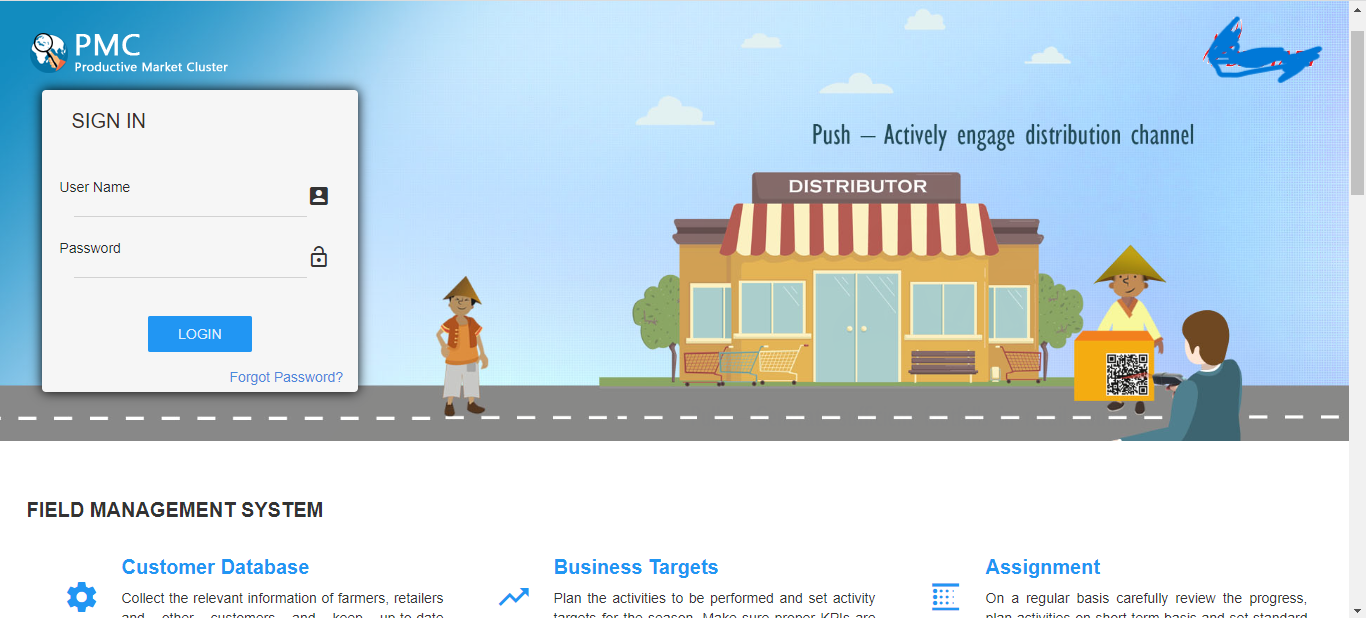 PMC
Productive Market Cluster
SIGN IN
User Name
Password
LOGIN
Forgot Password?
Push – Actively engage distribution channel
DISTRIBUTOR
FIELD MANAGEMENT SYSTEM
Customer Database
Collect the relevant information of farmers, retailers
and other customers and keep up-to-date
Business Targets
Plan the activities to be performed and set activity
targets for the season. Make sure proper KPIs are
Assignment
On a regular basis carefully review the progress,
plan activities on short term basis and set standard